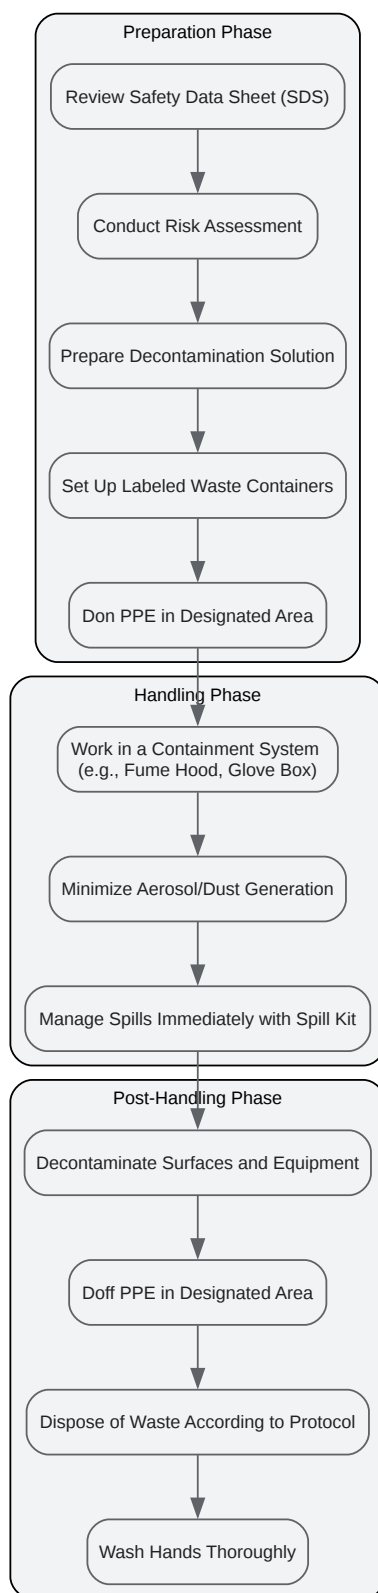 Preparation Phase
Review Safety Data Sheet (SDS)
Conduct Risk Assessment
Prepare Decontamination Solution
Set Up Labeled Waste Containers
Don PPE in Designated Area
Handling Phase
Work in a Containment System
(e.g., Fume Hood, Glove Box)
Minimize Aerosol/Dust Generation
Manage Spills Immediately with Spill Kit
Post-Handling Phase
Decontaminate Surfaces and Equipment
Doff PPE in Designated Area
Dispose of Waste According to Protocol
Wash Hands Thoroughly